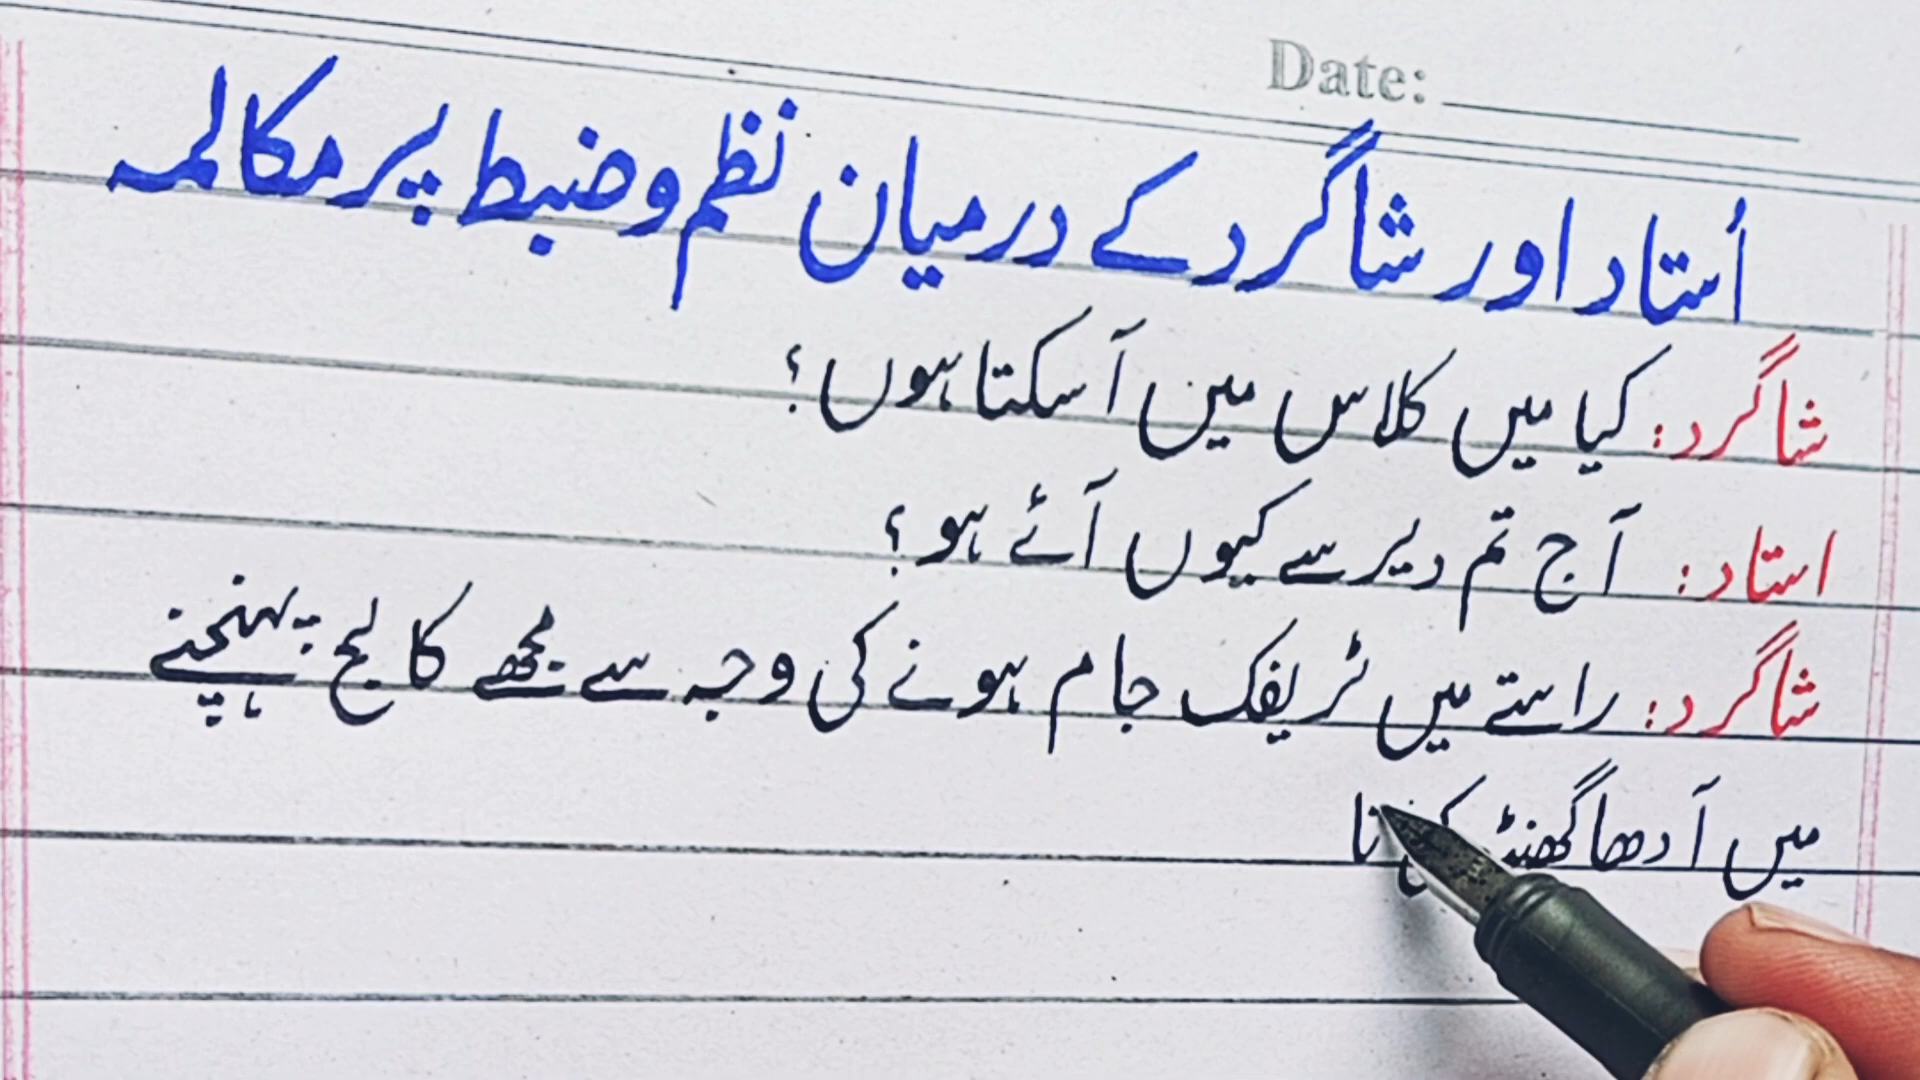 Date:
اُستاد اور شاگرد کے درمیان نظم و ضبط پر مکالمہ
شاگرد: کیا میں کلاس میں آ سکتا ہوں؟
استاد: آج تم دیر سے کیوں آئے ہو؟
شاگرد: راستے میں ٹریفک جام ہونے کی وجہ سے مجھے کالج پہنچنے
میں آدھا گھنٹہ